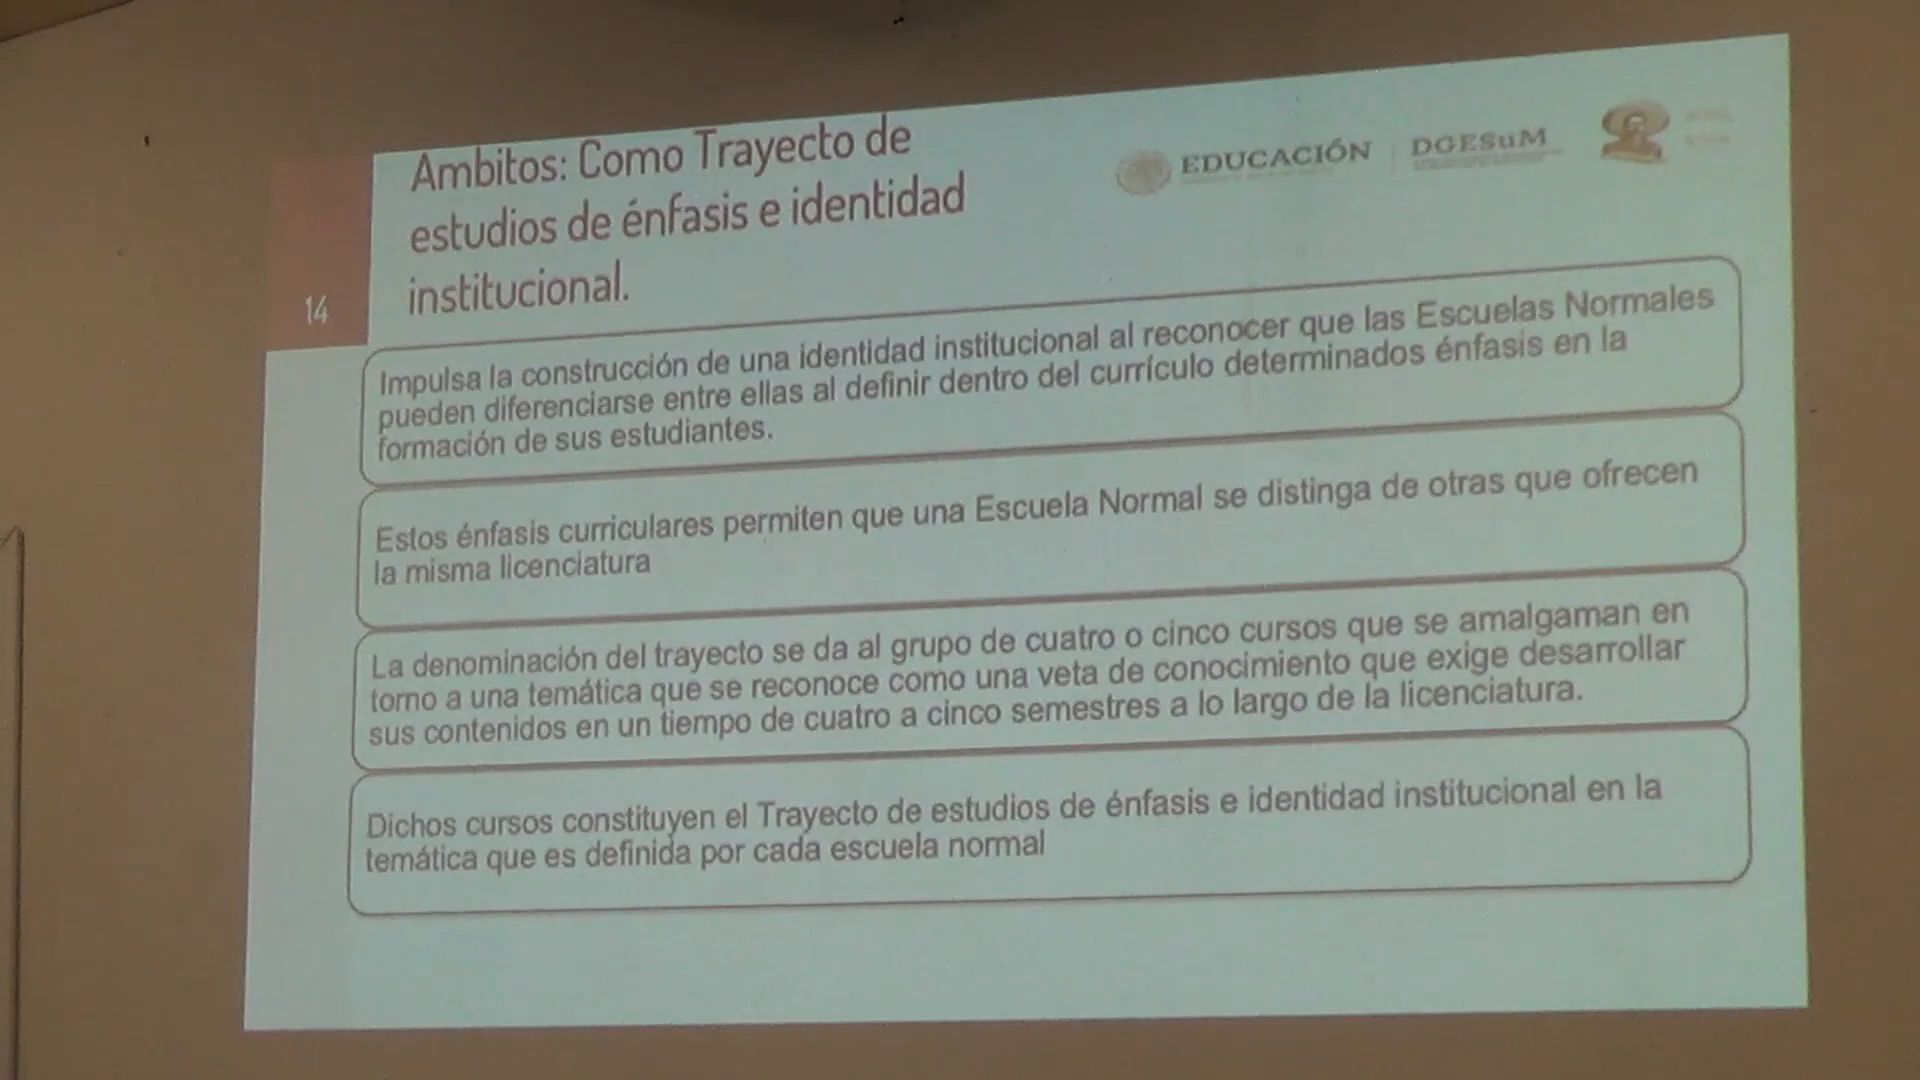 Ambitos: Como Trayecto de
estudios de énfasis e identidad
institucional.
EDUCACIÓN
DGESuM
14
Impulsa la construcción de una identidad institucional al reconocer que las Escuelas Normales
pueden diferenciarse entre ellas al definir dentro del currículo determinados énfasis en la
formación de sus estudiantes.
Estos énfasis curriculares permiten que una Escuela Normal se distinga de otras que ofrecen
la misma licenciatura
La denominación del trayecto se da al grupo de cuatro o cinco cursos que se amalgaman en
torno a una temática que se reconoce como una veta de conocimiento que exige desarrollar
sus contenidos en un tiempo de cuatro a cinco semestres a lo largo de la licenciatura.
Dichos cursos constituyen el Trayecto de estudios de énfasis e identidad institucional en la
temática que es definida por cada escuela normal